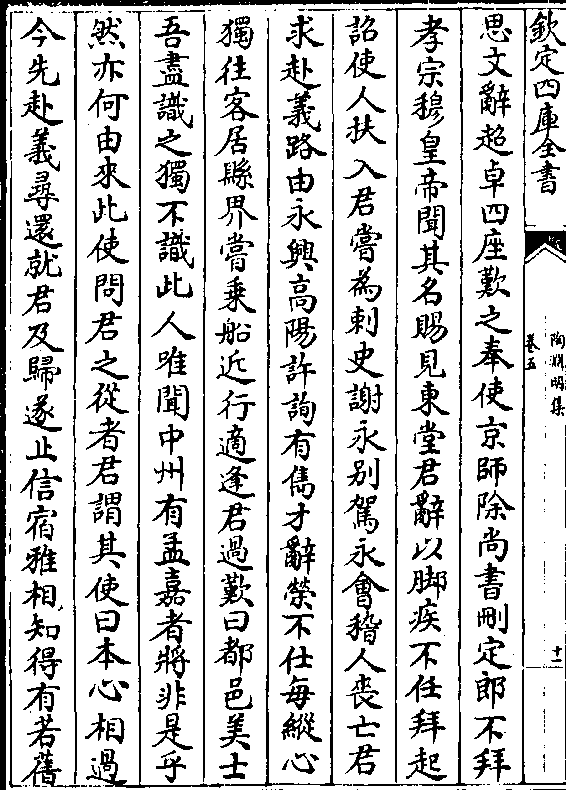 欽定四庫全書
陶淵明集
卷五
十一
思文辭超卓四座歎之奉使京師除尚書刪定郎不拜
孝宗穆皇帝聞其名賜見東堂君辭以脚疾不任拜起
詔使人扶入君嘗為刺史謝永别駕永會稽人喪亡君
求赴義路由永興高陽許詢有雋才辭榮不仕每縱心
獨往客居縣界嘗乗船近行適逢君過歎曰都邑美士
吾盡識之獨不識此人唯聞中州有孟嘉者將非是乎
然亦何由來此使問君之從者君謂其使曰本心相過
今先赴義尋還就君及歸遂止信宿雅相知得有若舊